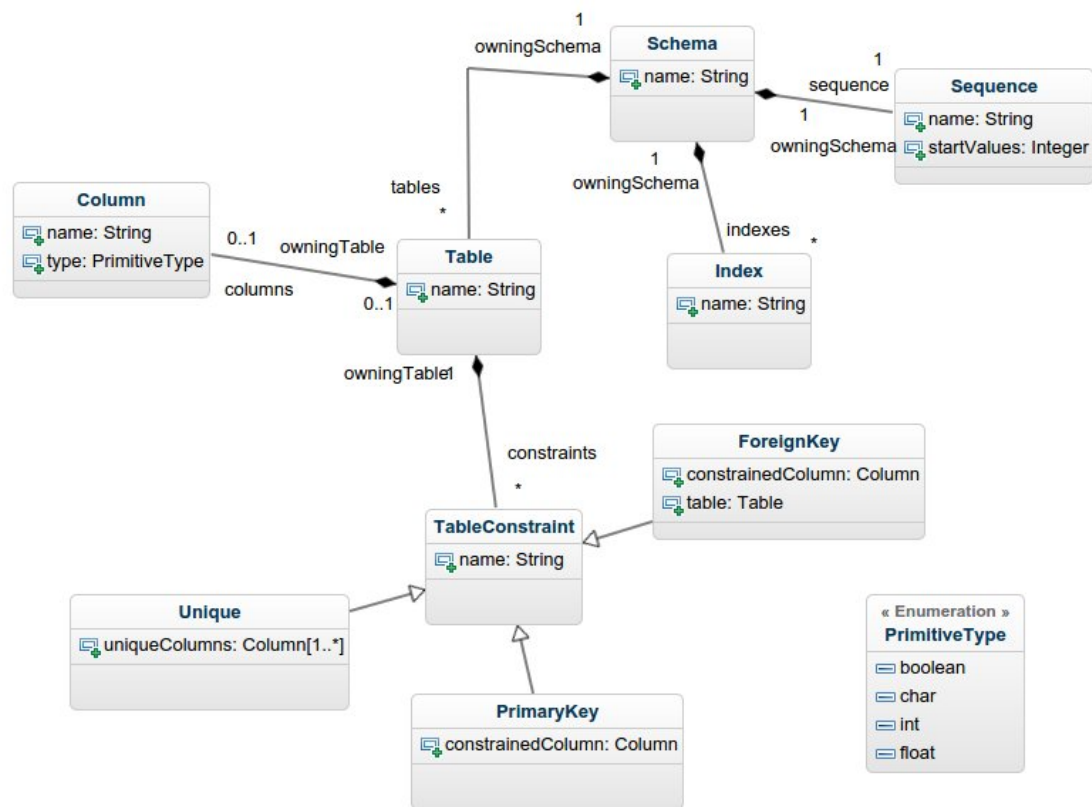 1
owningSchema
Schema
name: String
1
sequence
1
owningSchema
Sequence
name: String
startValues: Integer
1
owningSchema
tables
*
indexes
*
Column
name: String
type: PrimitiveType
0..1
owningTable
columns
0..1
Table
name: String
Index
name: String
owningTable
1
constraints
*
ForeignKey
constrainedColumn: Column
table: Table
TableConstraint
name: String
Unique
uniqueColumns: Column[1..*]
« Enumeration »
PrimitiveType
boolean
char
int
float
PrimaryKey
constrainedColumn: Column